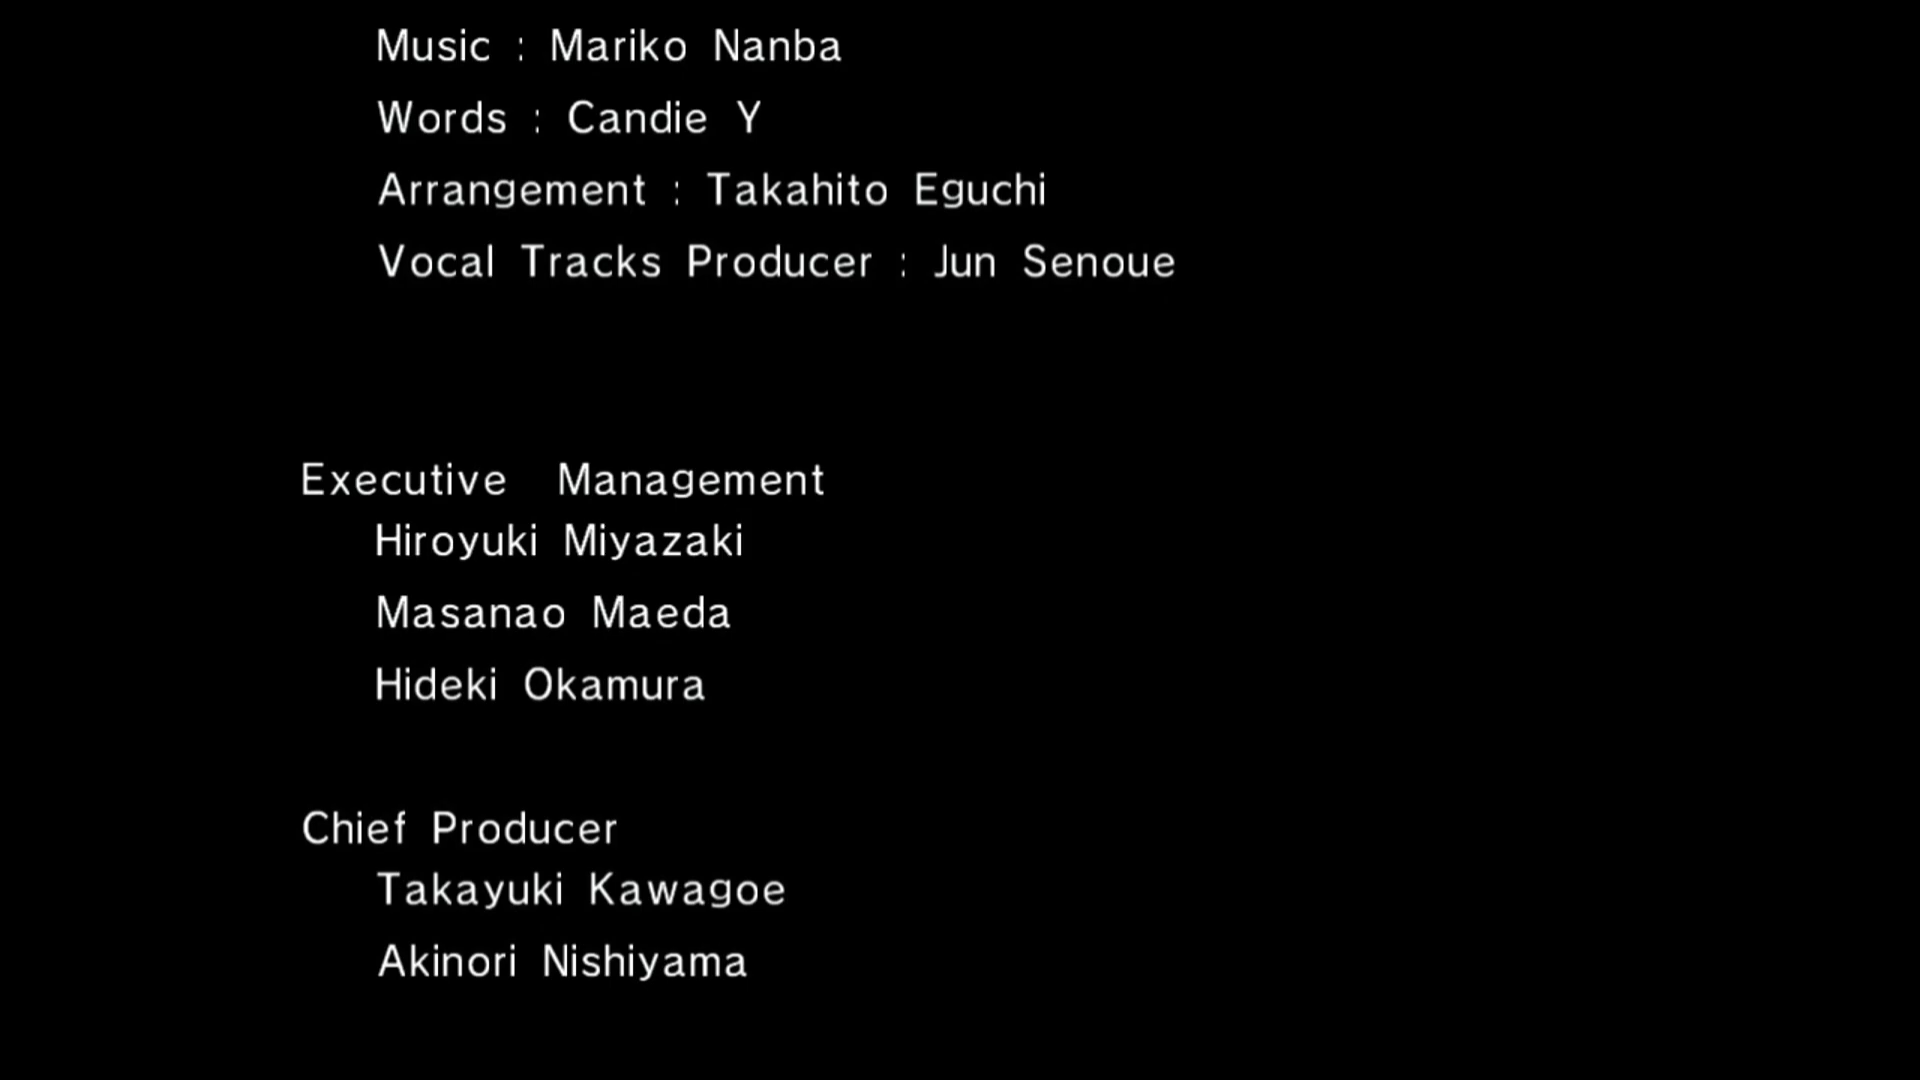 Music : Mariko Nanba
Words : Candie Y
Arrangement : Takahito Eguchi
Vocal Tracks Producer : Jun Senoue
Executive Management
Hiroyuki Miyazaki
Masanao Maeda
Hideki Okamura
Chief Producer
Takayuki Kawagoe
Akinori Nishiyama